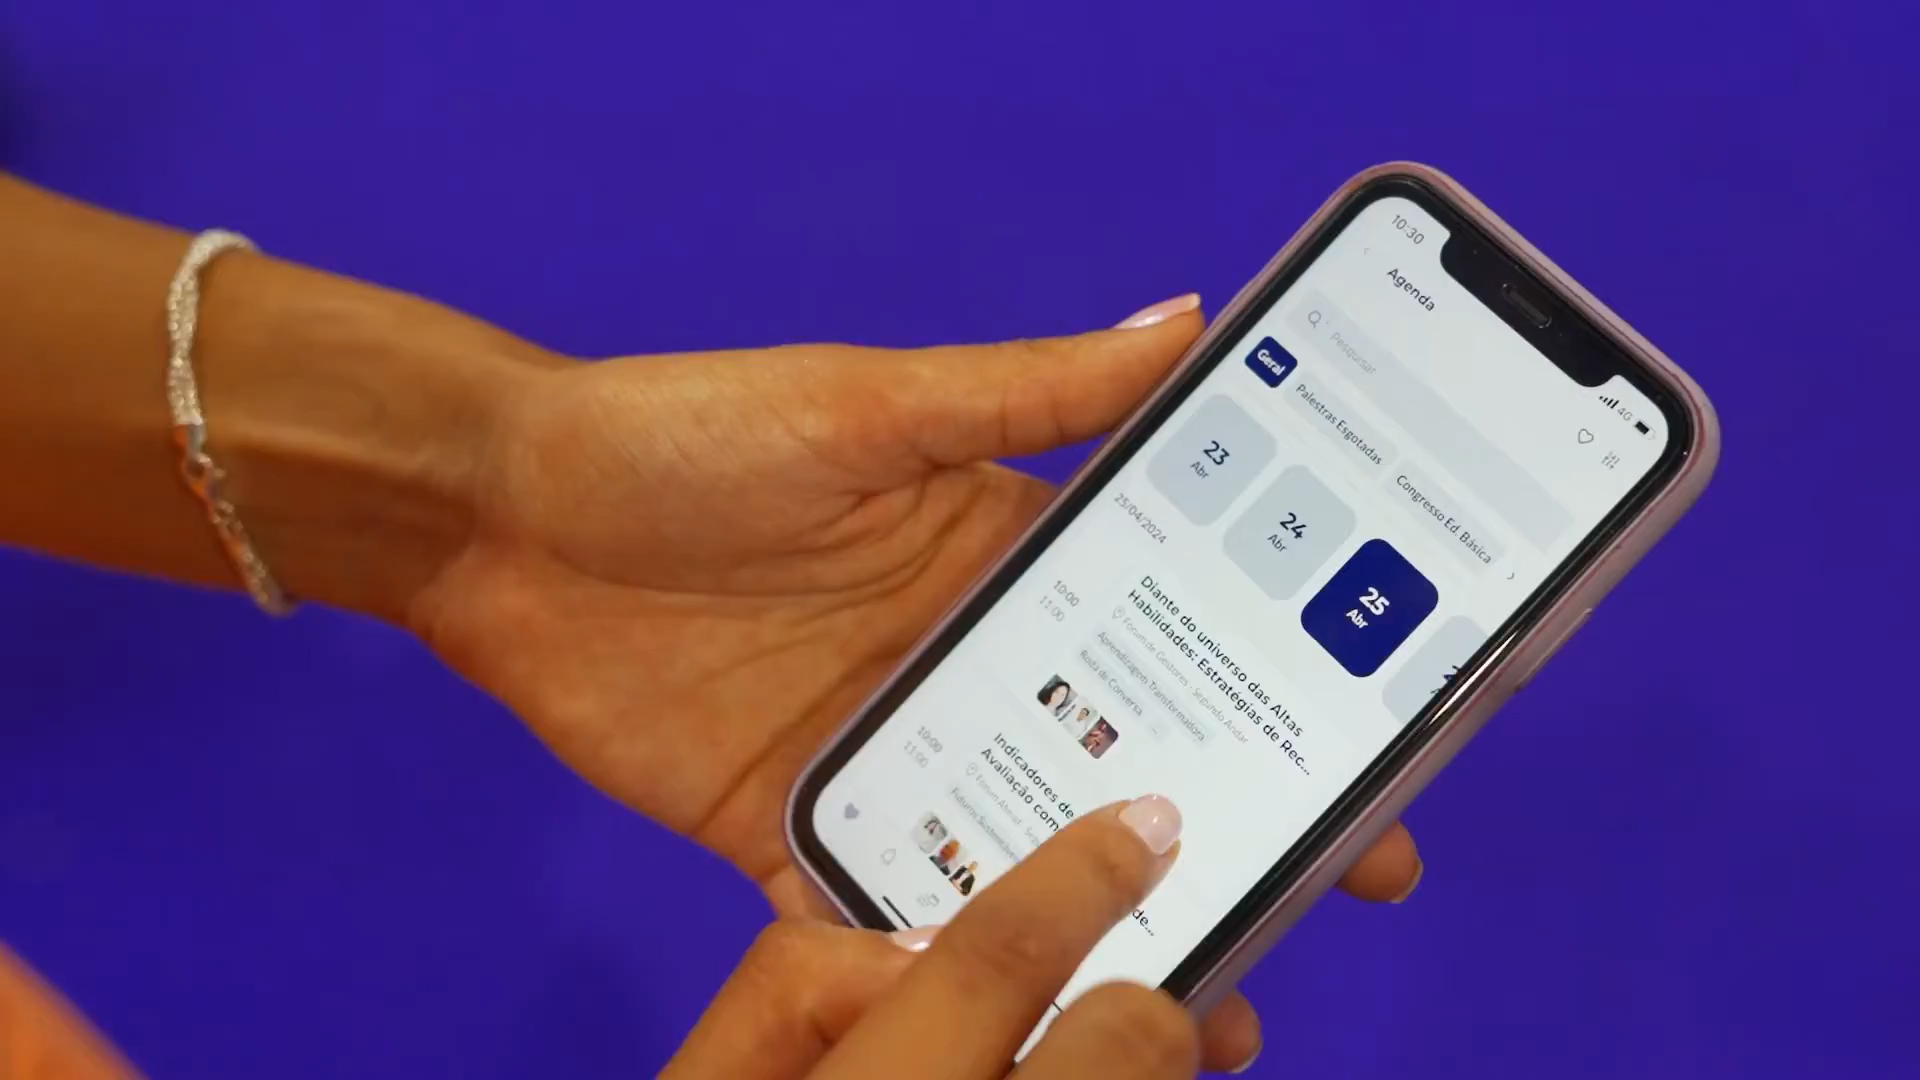 10:30
4G
Agenda
Pesquisar
Geral
Palestras Esgotadas
Congresso Ed. Básica
23
Abr
24
Abr
25
Abr
25/04/2024
10:00
11:00
Diante do universo das Altas
Habilidades: Estratégias de Rec...
Fórum de Gestores - Segundo Andar
Aprendizagem Transformadora
Roda de Conversa
10:00
11:00
Indicadores de
Avaliação com
de...